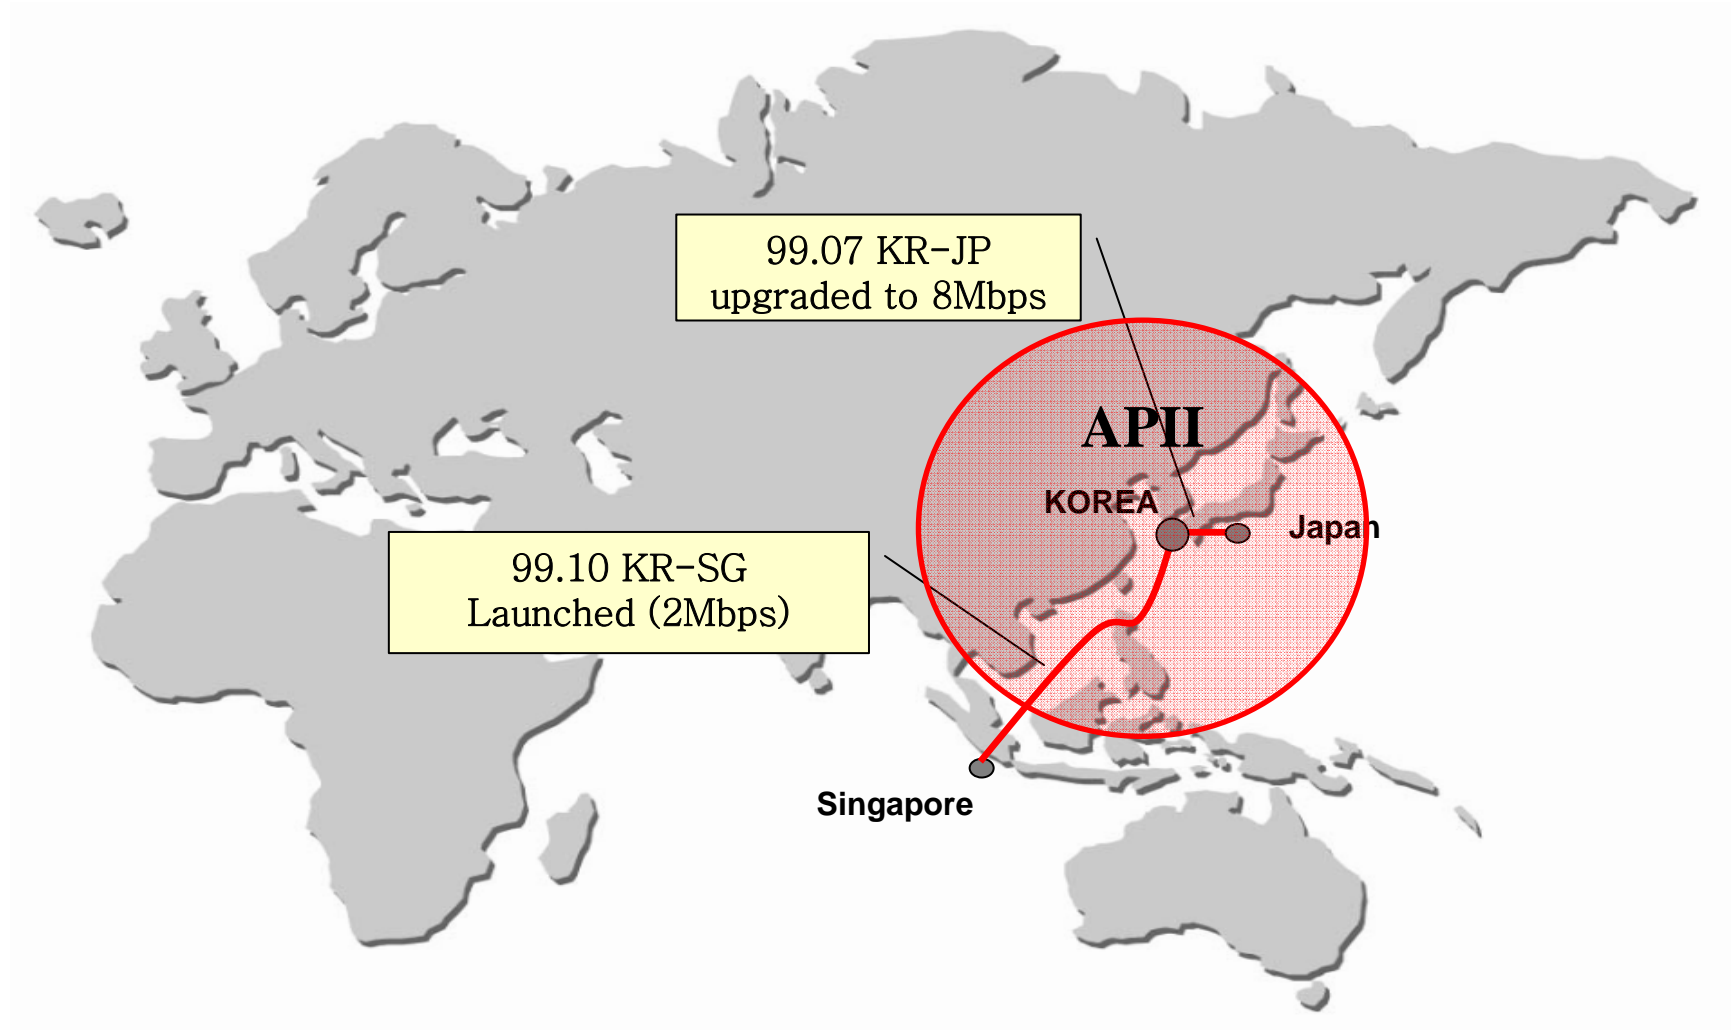 99.07 KR-JP
upgraded to 8Mbps
APII
KOREA
Japan
99.10 KR-SG
Launched (2Mbps)
Singapore